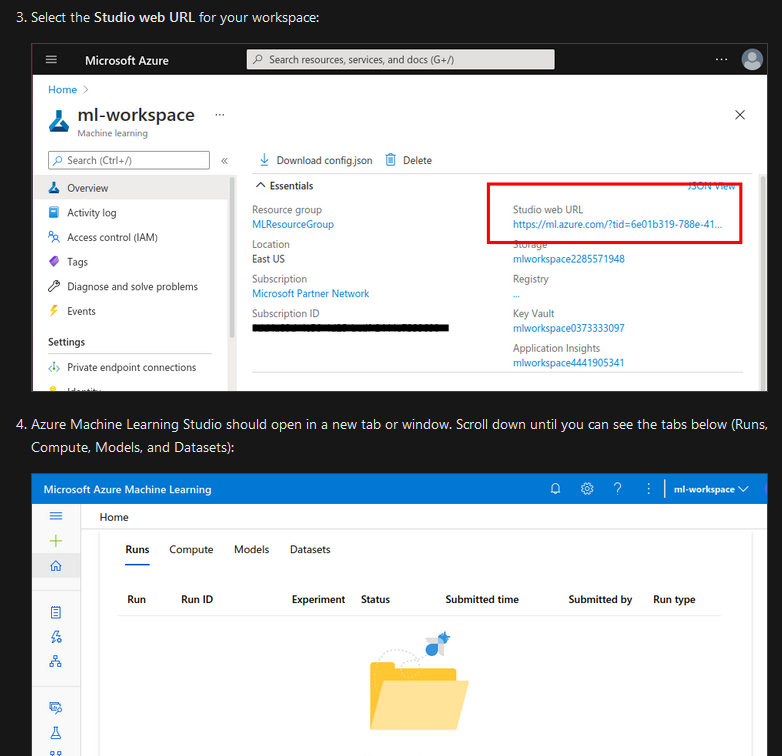 3. Select the Studio web URL for your workspace:
Microsoft Azure
Search resources, services, and docs (G+/)
Home
ml-workspace
Machine learning
Search (Ctrl+/)
Download config.json
Delete
Overview
Activity log
Access control (IAM)
Tags
Diagnose and solve problems
Events
Settings
Private endpoint connections
Identity
Essentials
JSON View
Resource group
MLResourceGroup
Location
East US
Subscription
Microsoft Partner Network
Subscription ID
Studio web URL
https://ml.azure.com/?tid=6e01b319-788e-41...
Storage
mlworkspace2285571948
Registry
...
Key Vault
mlworkspace0373333097
Application Insights
mlworkspace4441905341
4. Azure Machine Learning Studio should open in a new tab or window. Scroll down until you can see the tabs below (Runs,
Compute, Models, and Datasets):
Microsoft Azure Machine Learning
ml-workspace
Home
Runs Compute Models Datasets
Run Run ID Experiment Status Submitted time Submitted by Run type